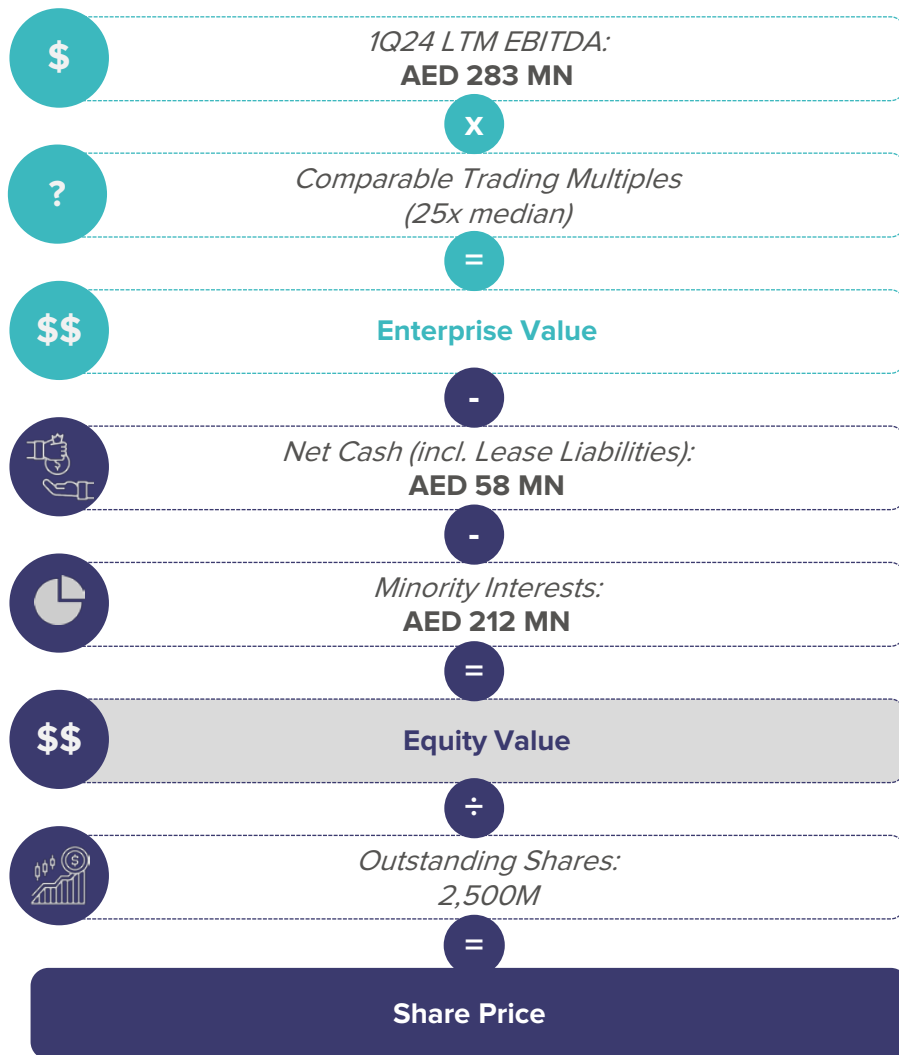 $
1Q24 LTM EBITDA:
AED 283 MN
x
?
Comparable Trading Multiples
(25x median)
=
$$
Enterprise Value
-
$
Net Cash (incl. Lease Liabilities):
AED 58 MN
-
Minority Interests:
AED 212 MN
=
$$
Equity Value
÷
$
Outstanding Shares:
2,500M
=
Share Price